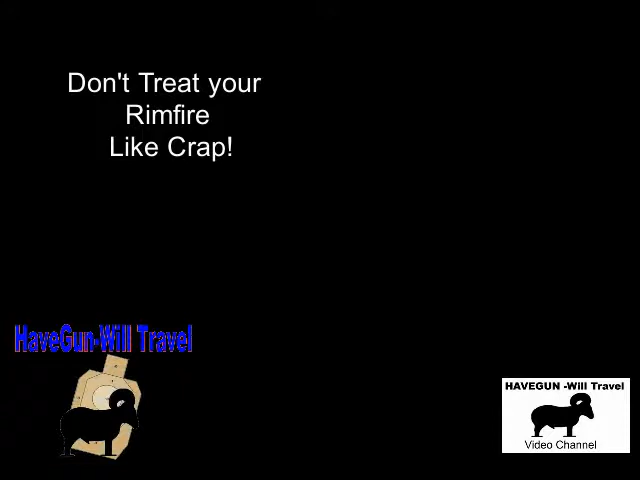 Don't Treat your
Rimfire
Like Crap!
HaveGun-Will Travel
HAVEGUN -Will Travel
Video Channel